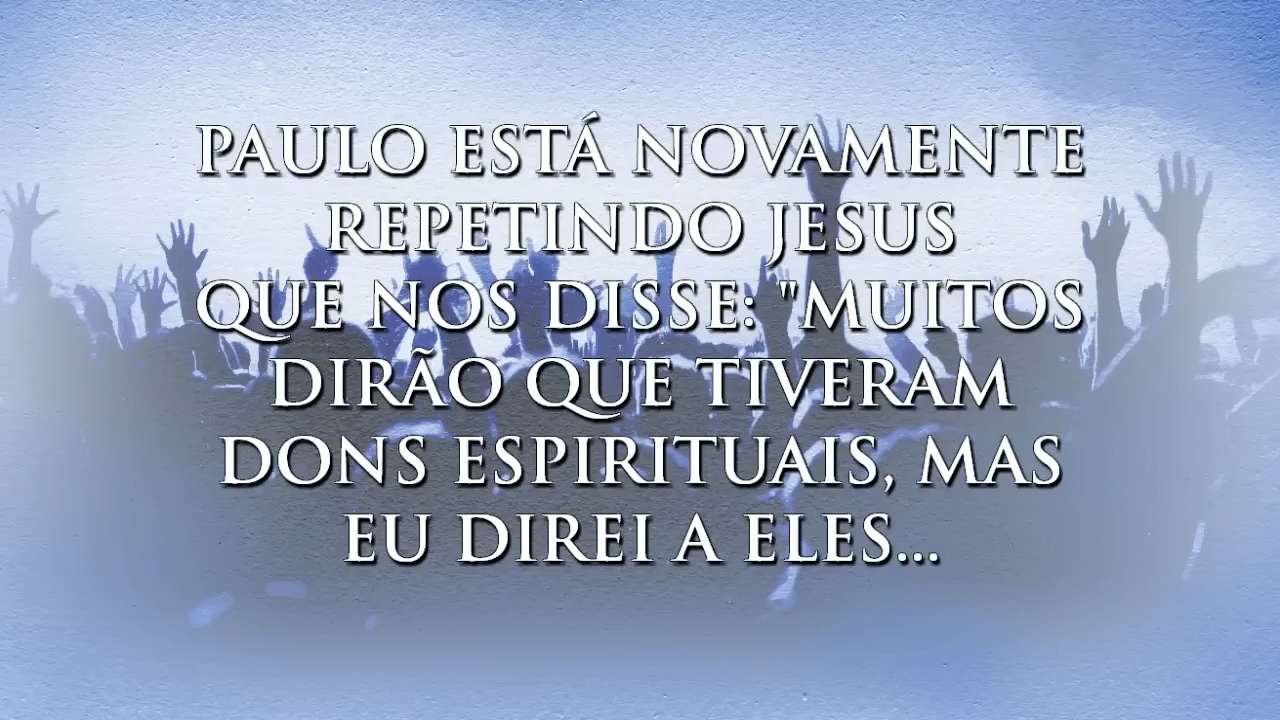 PAULO ESTÁ NOVAMENTE
REPETINDO JESUS
QUE NOS DISSE: "MUITOS
DIRÃO QUE TIVERAM
DONS ESPIRITUAIS, MAS
EU DIREI A ELES...